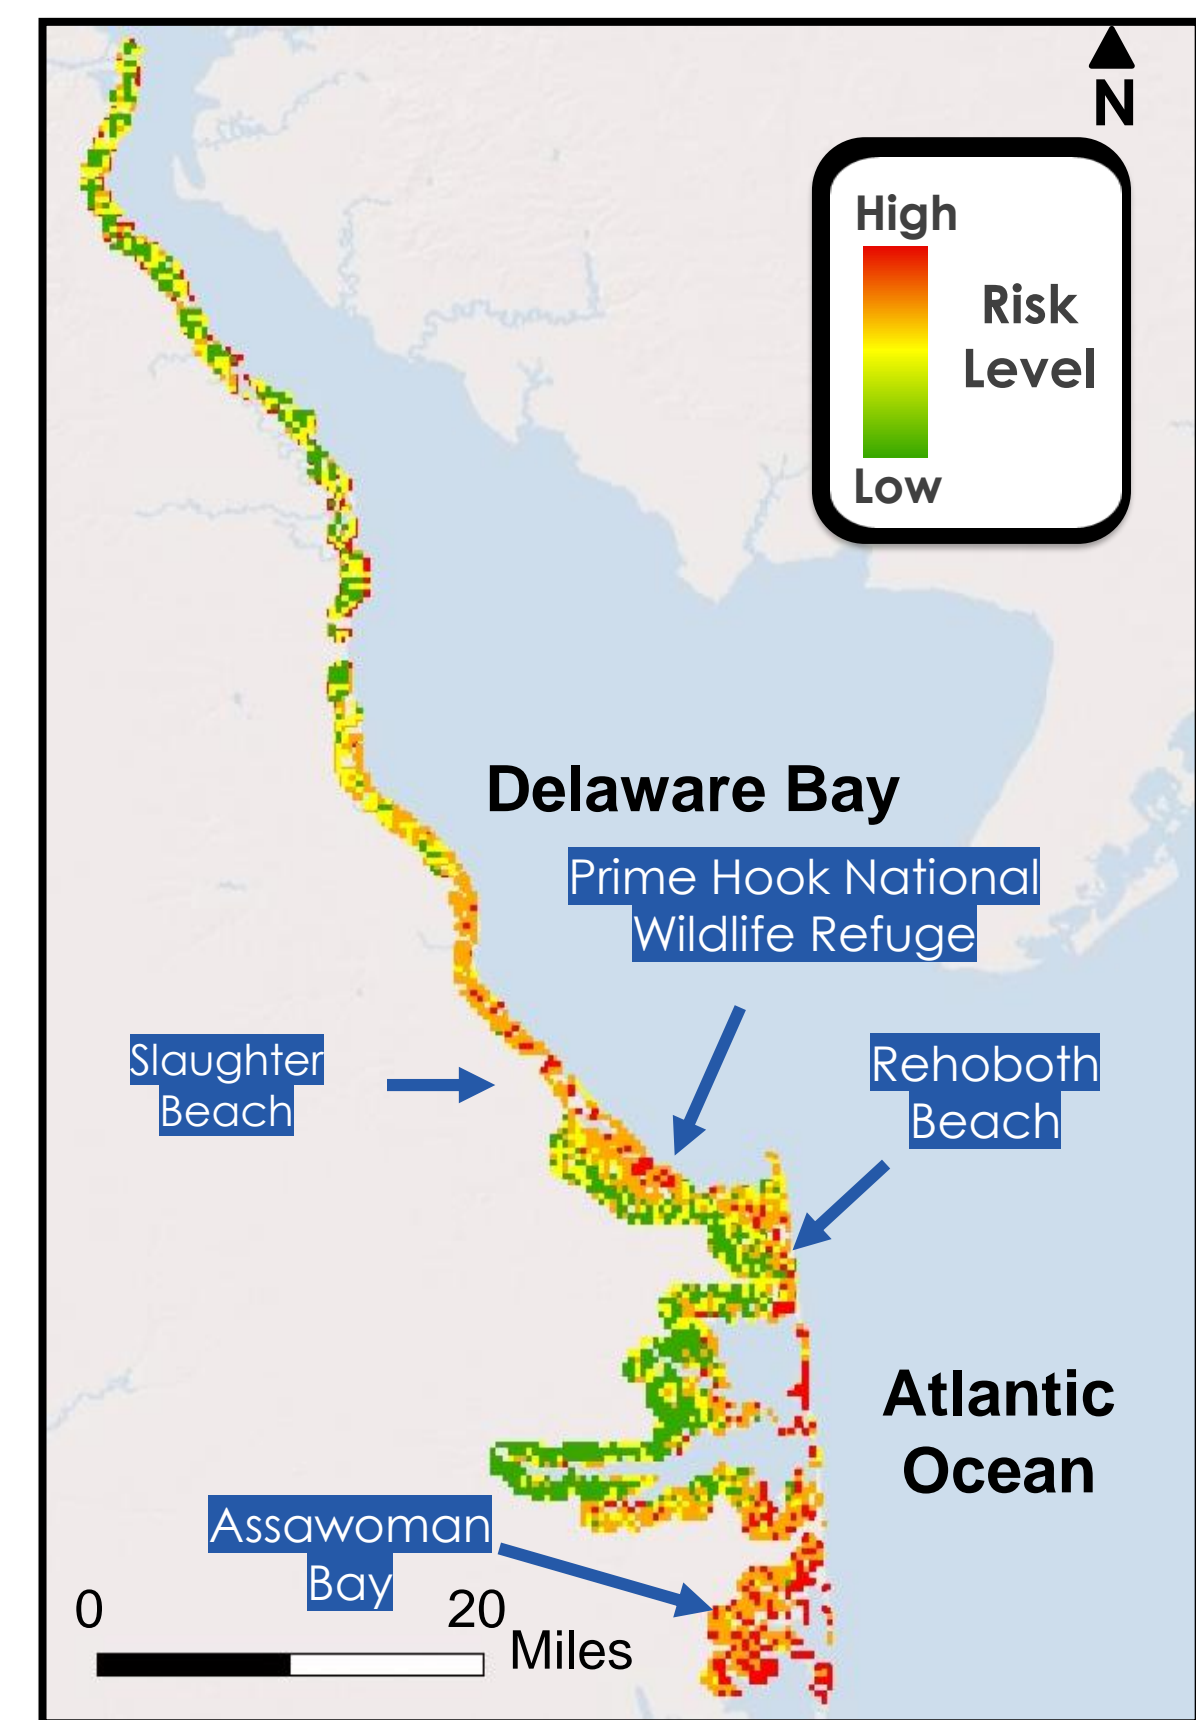 N
High
Risk
Level
Low
Delaware Bay
Prime Hook National
Wildlife Refuge
Slaughter
Beach
Rehoboth
Beach
Atlantic
Ocean
Assawoman
Bay
0 20
Miles